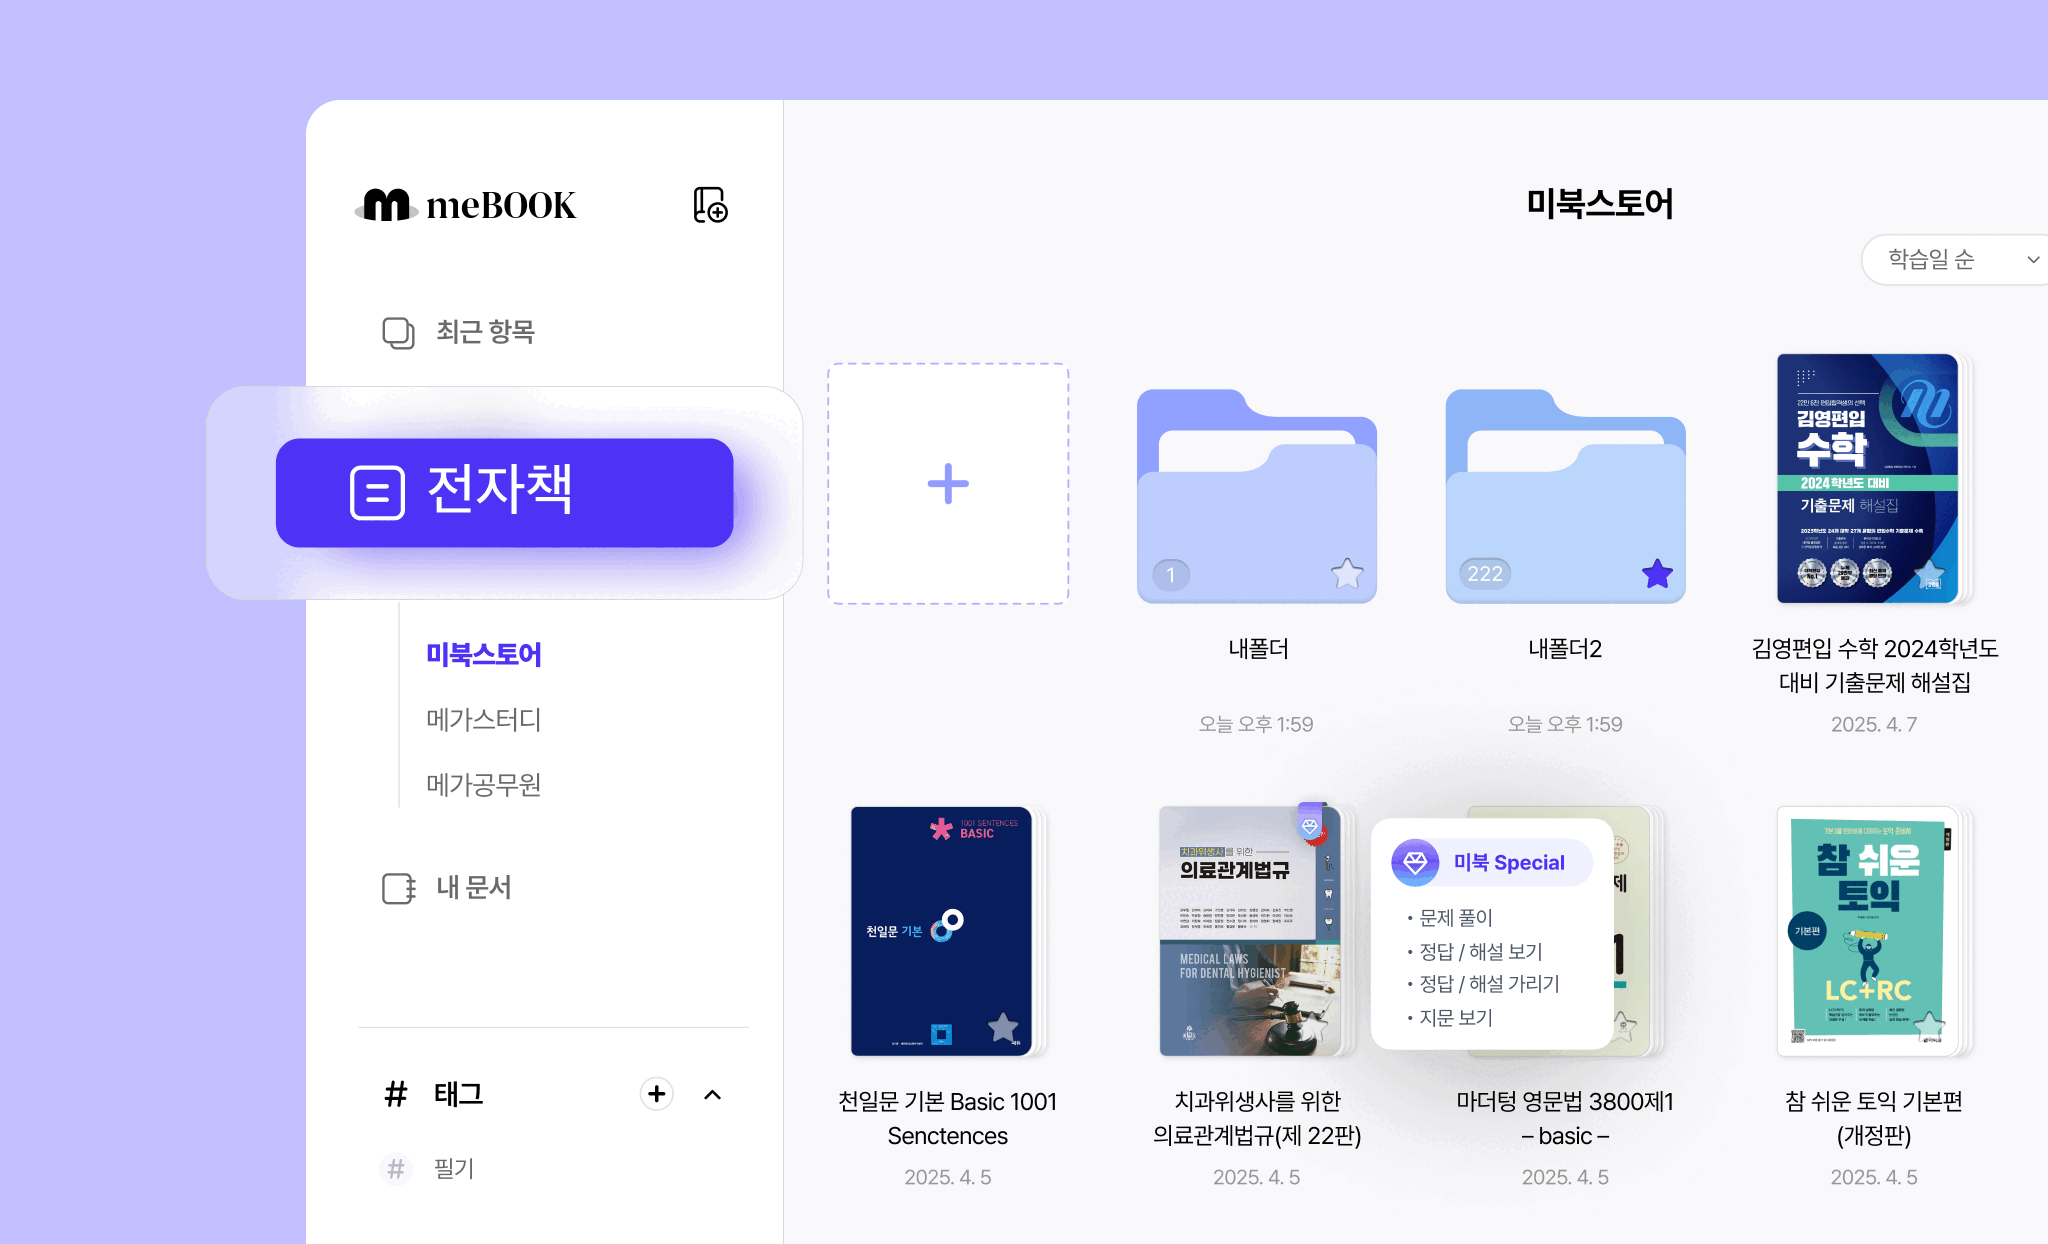 meBOOK
최근 항목
전자책
미북스토어
메가스터디
메가공무원
내 문서
# 태그
# 필기
미북스토어
학습일 순
1
내폴더
오늘 오후 1:59
222
내폴더2
오늘 오후 1:59
김영편입
수학
2024학년도 대비
기출문제 해설집
김영편입 수학 2024학년도
대비 기출문제 해설집
2025. 4. 7
1001 SENTENCES
BASIC
천일문 기본
천일문 기본 Basic 1001
Senctences
2025. 4. 5
치과위생사를 위한
의료관계법규
MEDICAL LAWS
FOR DENTAL HYGIENIST
치과위생사를 위한
의료관계법규(제 22판)
2025. 4. 5
미북 Special
• 문제 풀이
• 정답 / 해설 보기
• 정답 / 해설 가리기
• 지문 보기
제
1
마더텅 영문법 3800제1
– basic –
2025. 4. 5
참 쉬운
토익
기본편
LC+RC
참 쉬운 토익 기본편
(개정판)
2025. 4. 5